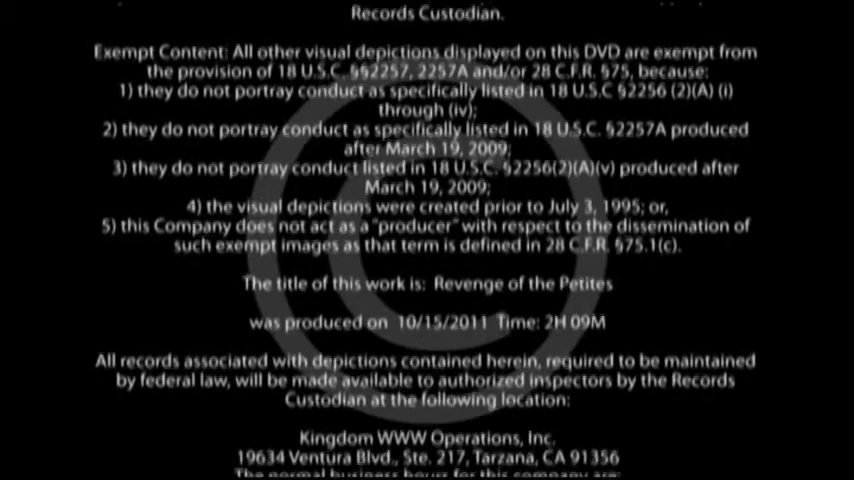 Records Custodian.
Exempt Content: All other visual depictions displayed on this DVD are exempt from
the provision of 18 U.S.C. §§2257, 2257A and/or 28 C.F.R. §75, because:
1) they do not portray conduct as specifically listed in 18 U.S.C §2256 (2)(A) (i)
through (iv);
2) they do not portray conduct as specifically listed in 18 U.S.C. §2257A produced
after March 19, 2009;
3) they do not portray conduct listed in 18 U.S.C. §2256(2)(A)(v) produced after
March 19, 2009;
4) the visual depictions were created prior to July 3, 1995; or,
5) this Company does not act as a "producer" with respect to the dissemination of
such exempt images as that term is defined in 28 C.F.R. §75.1(c).
The title of this work is: Revenge of the Petites
was produced on 10/15/2011 Time: 2H 09M
All records associated with depictions contained herein, required to be maintained
by federal law, will be made available to authorized inspectors by the Records
Custodian at the following location:
Kingdom WWW Operations, Inc.
19634 Ventura Blvd., Ste. 217, Tarzana, CA 91356
The normal business hours for this company are: